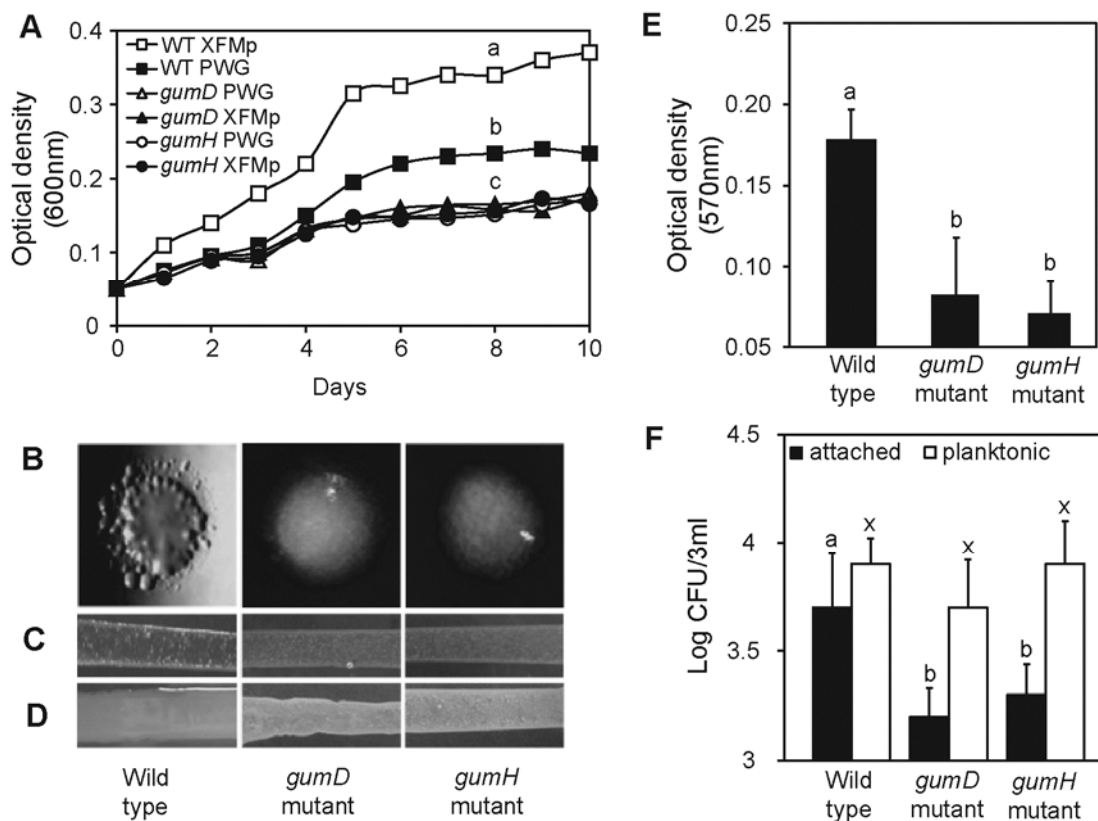 A
WT XFMp
WT PWG
gumD PWG
gumD XFMp
gumH PWG
gumH XFMp
a
b
c
Optical density
(600nm)
0.4
0.3
0.2
0.1
0
0 2 4 6 8 10
Days
B
C
D
Wild
type
gumD
mutant
gumH
mutant
E
Optical density
(570nm)
0.25
0.20
0.15
0.10
0.05
a
b
b
Wild
type
gumD
mutant
gumH
mutant
F
attached planktonic
Log CFU/3ml
4.5
4
3.5
3
a x
b x
b x
Wild
type
gumD
mutant
gumH
mutant